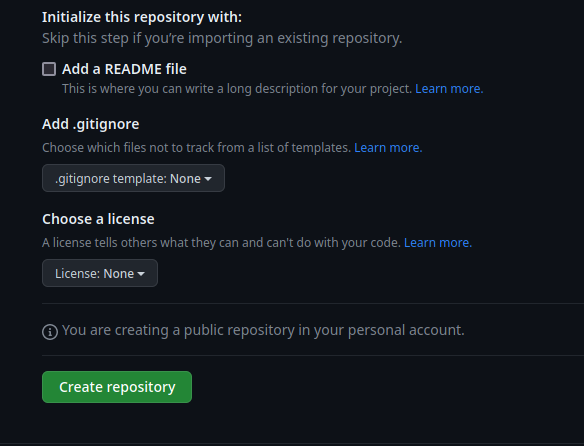 Initialize this repository with:
Skip this step if you're importing an existing repository.
Add a README file
This is where you can write a long description for your project. Learn more.
Add .gitignore
Choose which files not to track from a list of templates. Learn more.
.gitignore template: None
Choose a license
A license tells others what they can and can't do with your code. Learn more.
License: None
You are creating a public repository in your personal account.
Create repository